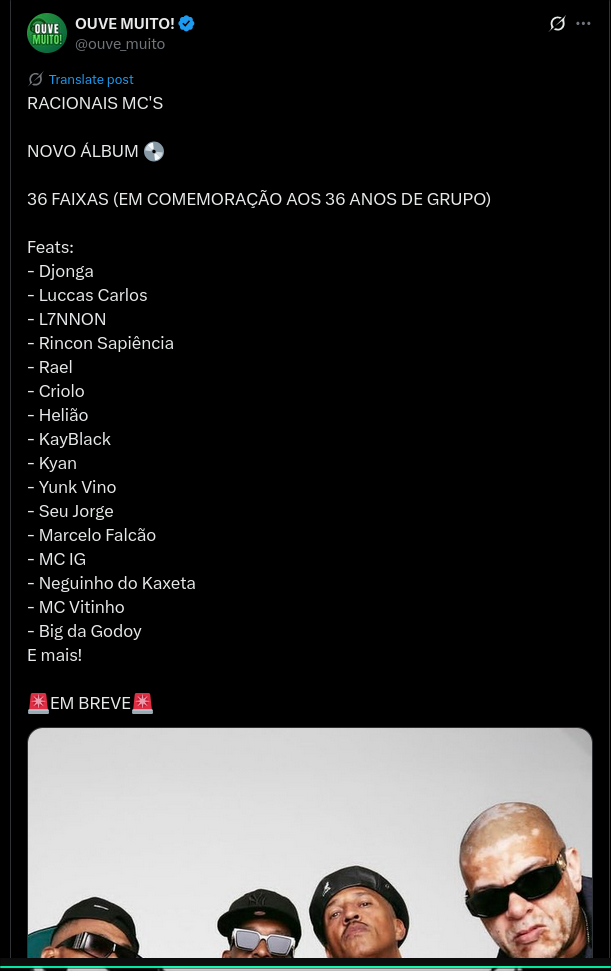 OUVE MUITO!
OUVE MUITO!
@ouve_muito
Translate post
RACIONAIS MC'S
NOVO ÁLBUM 💿
36 FAIXAS (EM COMEMORAÇÃO AOS 36 ANOS DE GRUPO)
Feats:
- Djonga
- Luccas Carlos
- L7NNON
- Rincon Sapiência
- Rael
- Criolo
- Helião
- KayBlack
- Kyan
- Yunk Vino
- Seu Jorge
- Marcelo Falcão
- MC IG
- Neguinho do Kaxeta
- MC Vitinho
- Big da Godoy
E mais!
🚨EM BREVE🚨